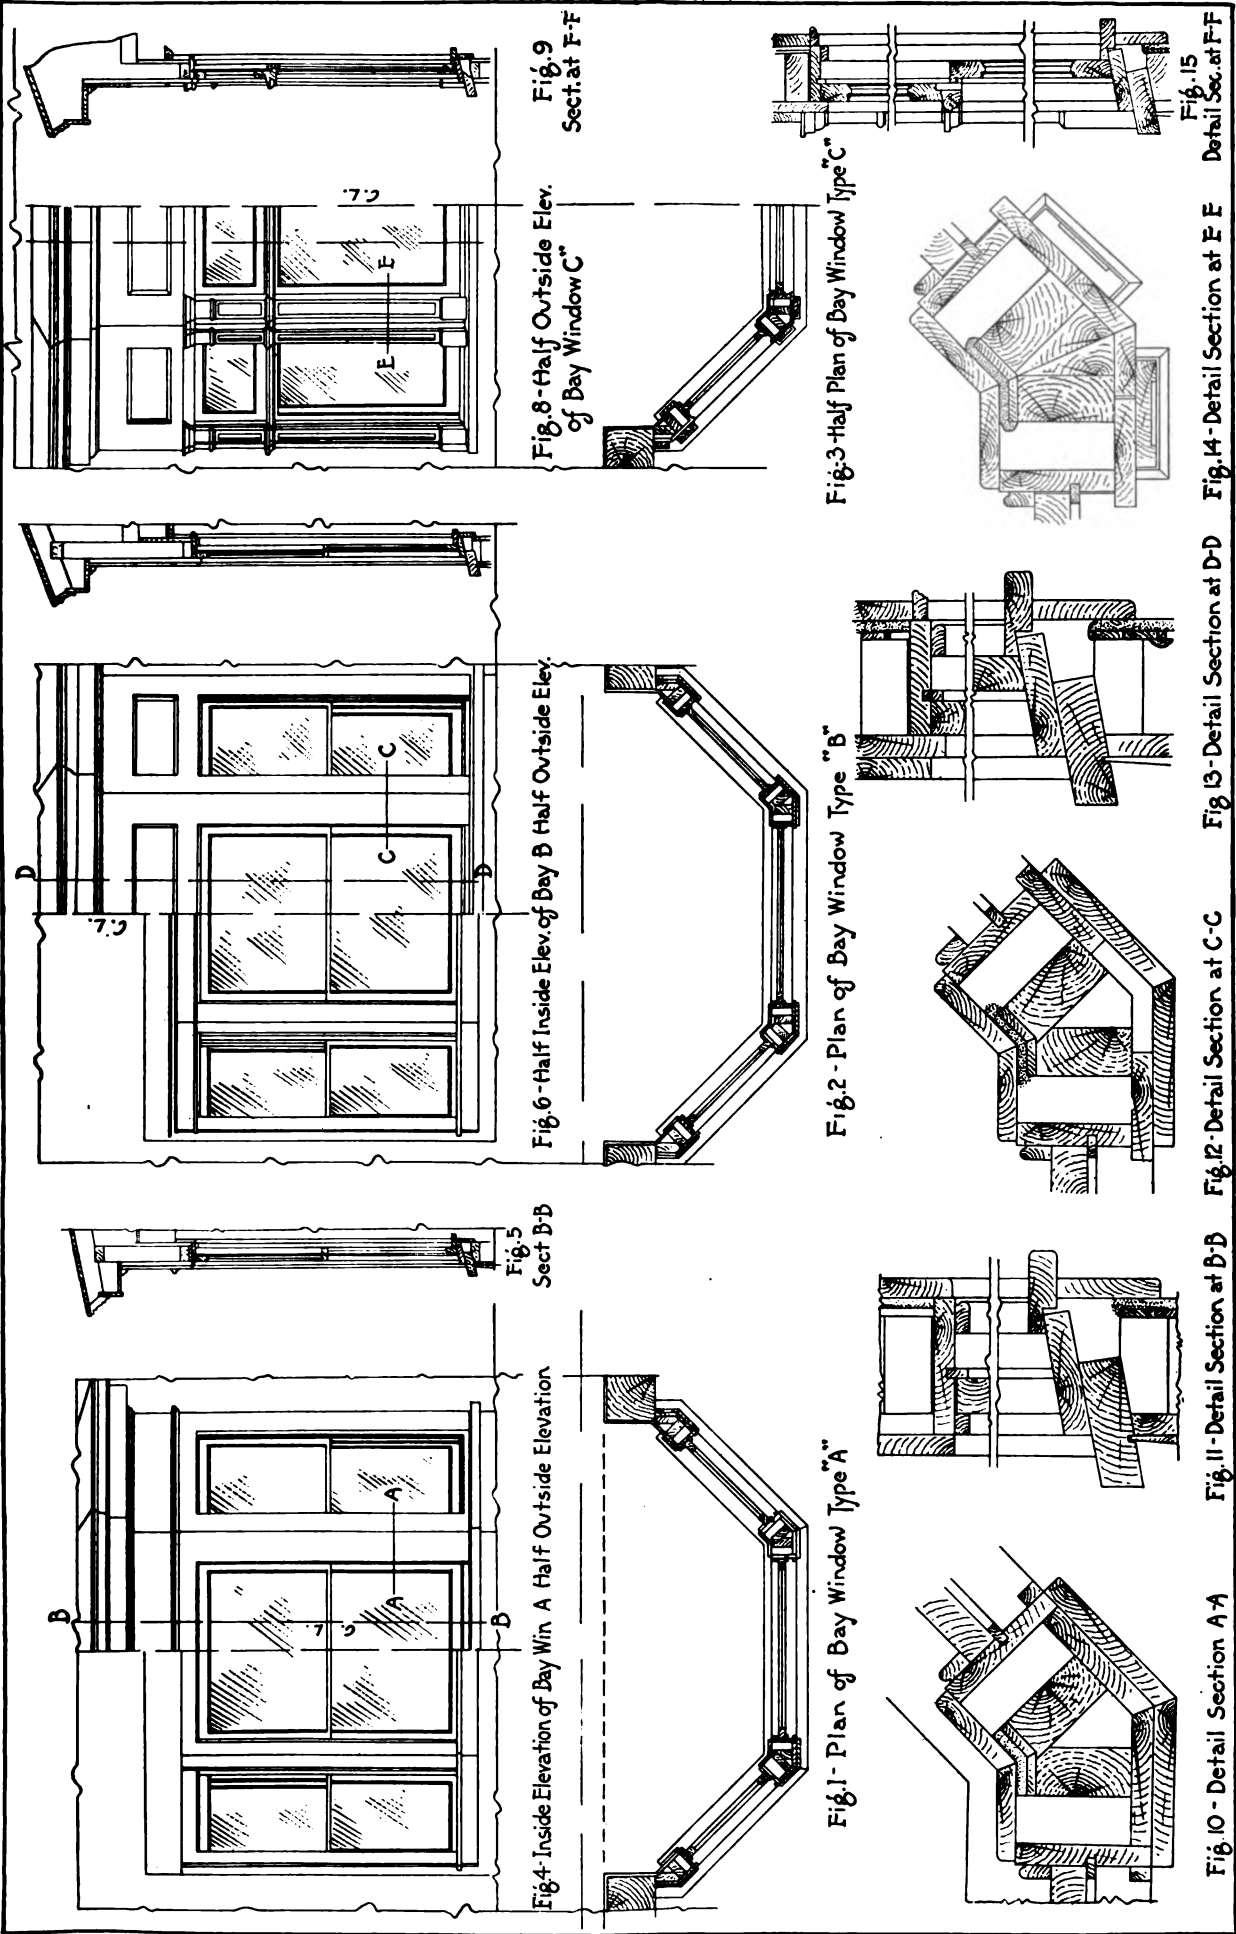 B
B
C.L.
A
A
Fig.4-Inside Elevation of Bay Win A Half Outside Elevation
Fig.5
Sect B-B
D
D
C.L.
C
C
Fig.6-Half Inside Elev. of Bay B Half Outside Elev.
C.L.
E
E
Fig.8-Half Outside Elev.
of Bay Window C"
Fig.9
Sect. at F-F
Fig.1- Plan of Bay Window Type "A"
Fig.2- Plan of Bay Window Type "B"
Fig.3-Half Plan of Bay Window Type "C"
Fig.10- Detail Section A-A
Fig.11-Detail Section at B-B
Fig.12-Detail Section at C-C
Fig 13-Detail Section at D-D
Fig.14-Detail Section at E E
Fig.15
Detail Sec. at F-F